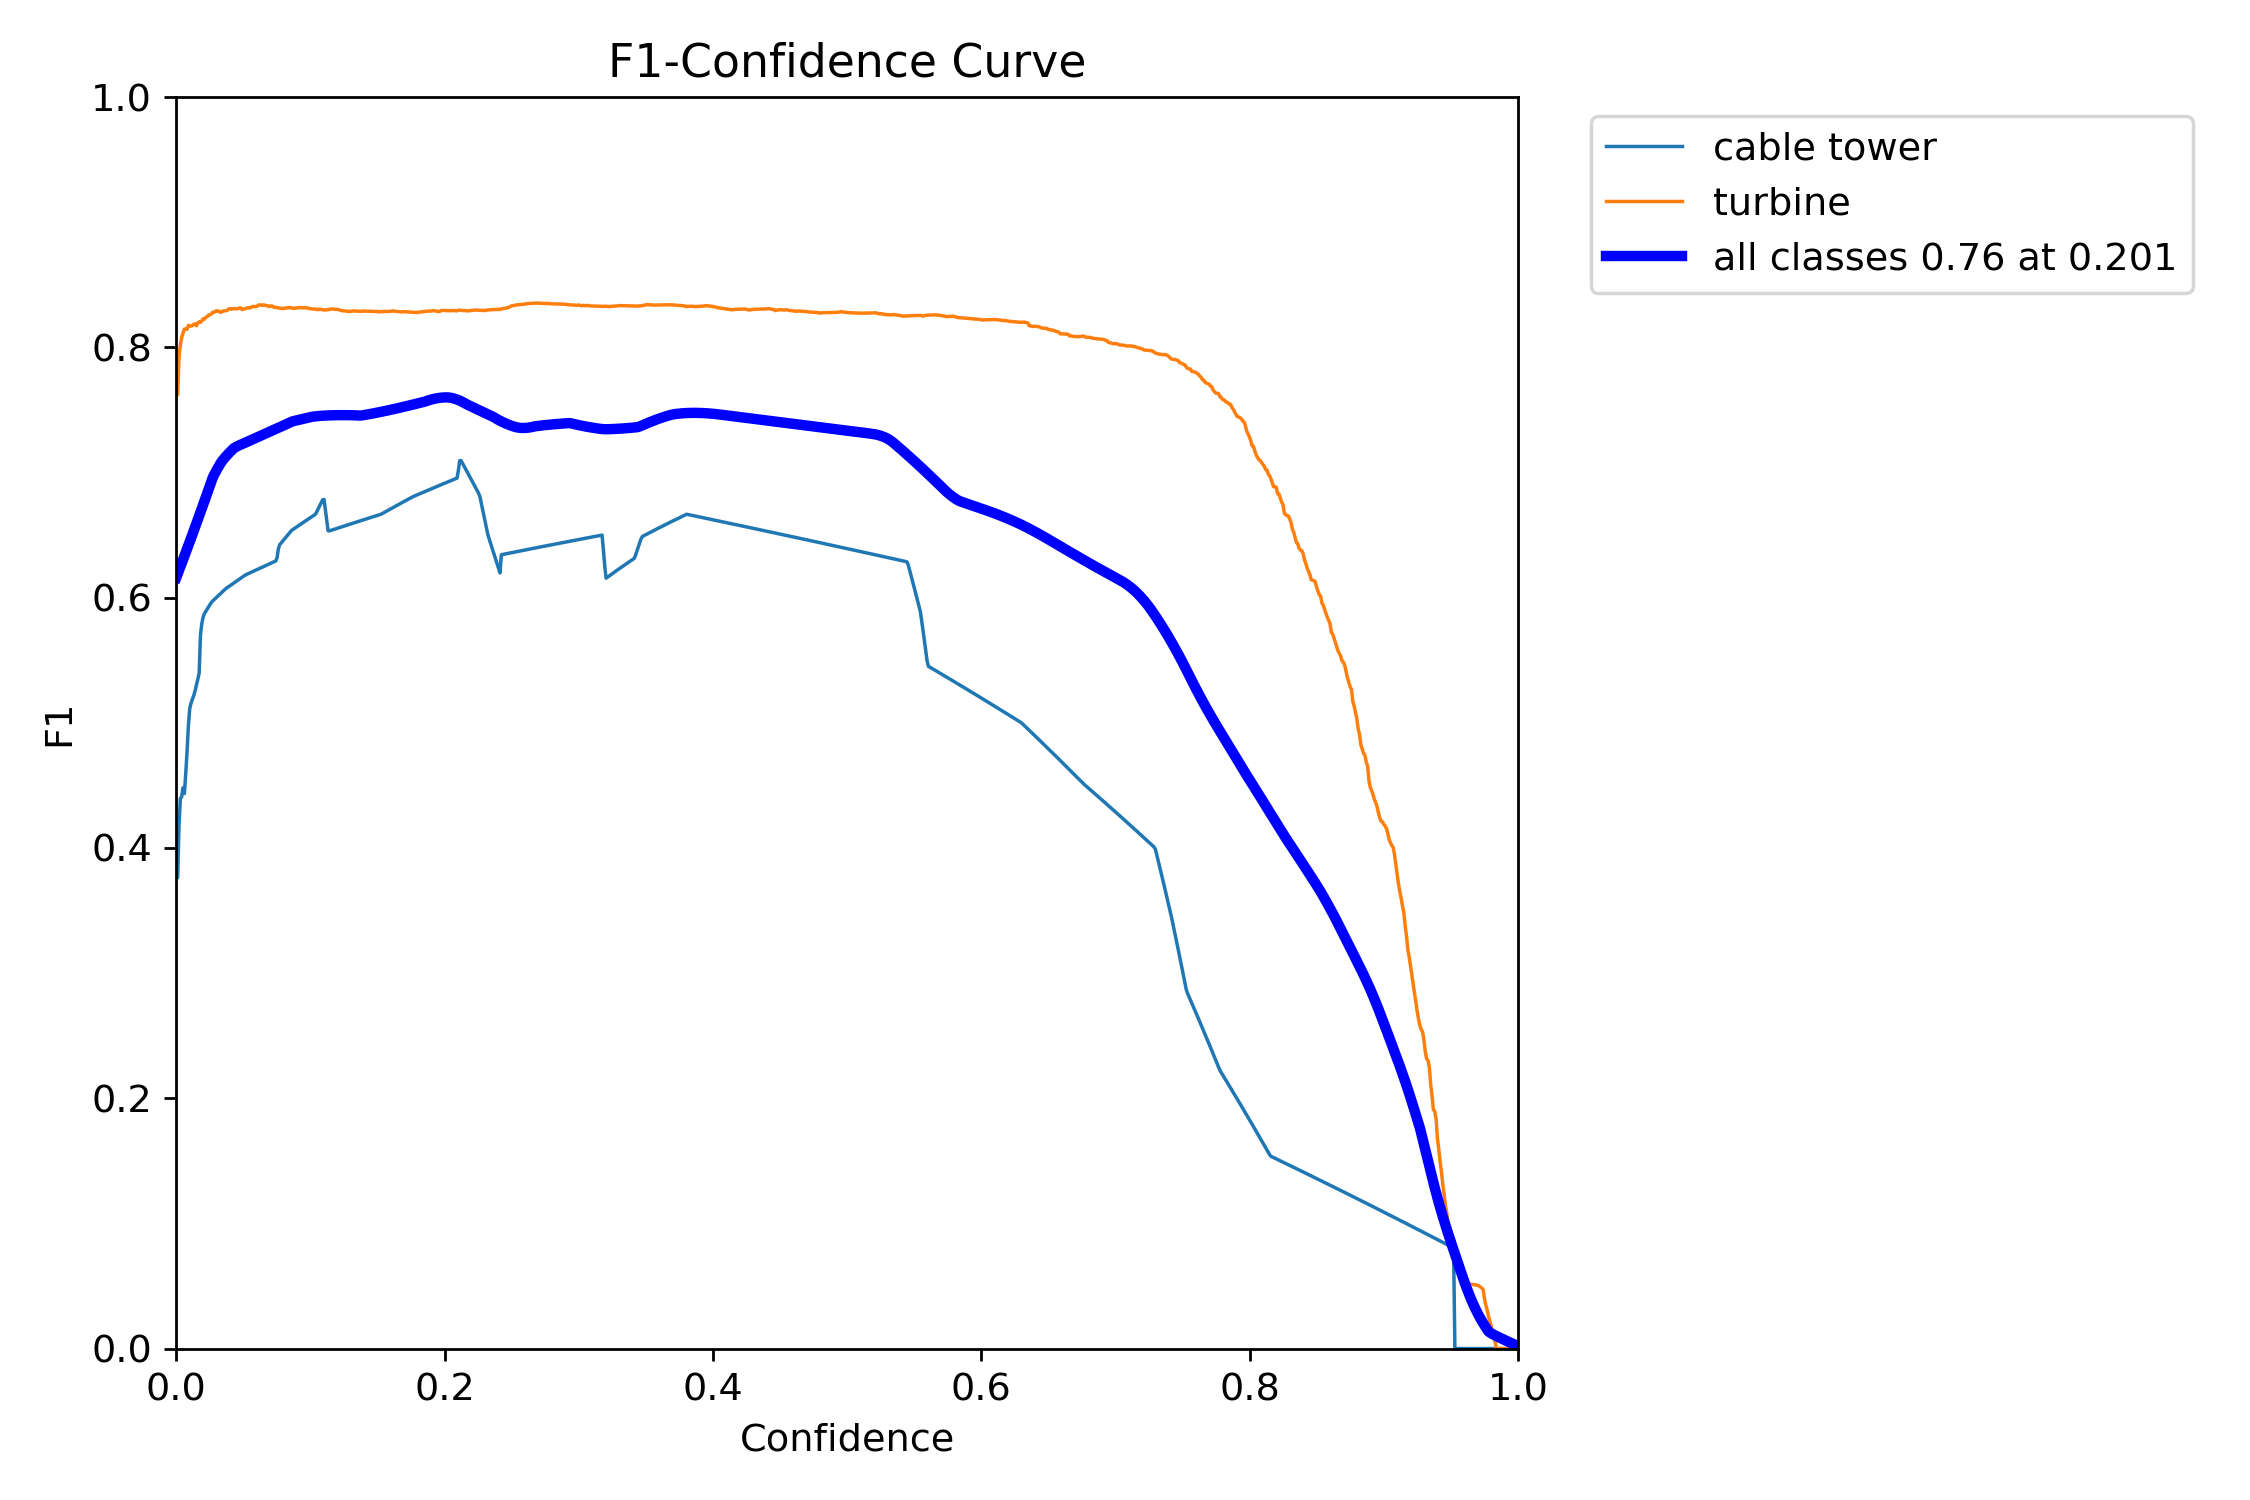 F1-Confidence Curve
1.0
0.8
0.6
0.4
0.2
0.0
F1
0.0 0.2 0.4 0.6 0.8 1.0
Confidence
cable tower
turbine
all classes 0.76 at 0.201